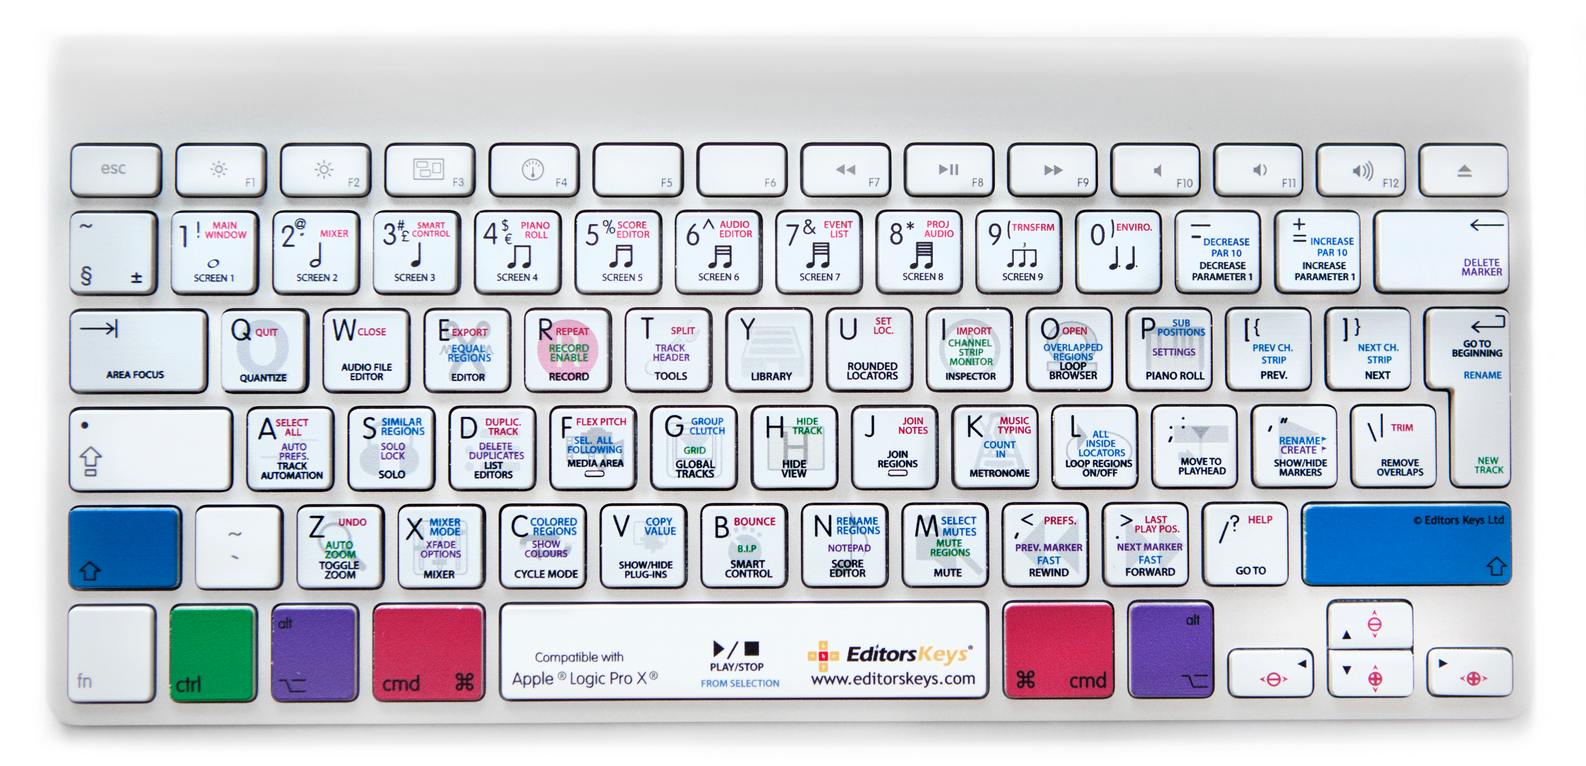 esc F1 F2 F3 F4 F5 F6 F7 F8 F9 F10 F11 F12
~
§ ±
1 ! MAIN
WINDOW
SCREEN 1
2 @ MIXER
SCREEN 2
3 # £ SMART
CONTROL
SCREEN 3
4 $ € PIANO
ROLL
SCREEN 4
5 % SCORE
EDITOR
SCREEN 5
6 ^ AUDIO
EDITOR
SCREEN 6
7 & EVENT
LIST
SCREEN 7
8 * PROJ
AUDIO
SCREEN 8
9 ( TRNSFRM
SCREEN 9
0 ) ENVIRO.
– _
DECREASE
PAR 10
DECREASE
PARAMETER 1
+ =
INCREASE
PAR 10
INCREASE
PARAMETER 1
←
DELETE
MARKER
→|
AREA FOCUS
Q QUIT
QUANTIZE
W CLOSE
AUDIO FILE
EDITOR
E EXPORT
EQUAL
REGIONS
EDITOR
R REPEAT
RECORD
ENABLE
RECORD
T SPLIT
TRACK
HEADER
TOOLS
Y
LIBRARY
U SET
LOC.
ROUNDED
LOCATORS
I IMPORT
CHANNEL
STRIP
MONITOR
INSPECTOR
O OPEN
OVERLAPPED
REGIONS
LOOP
BROWSER
P SUB
POSITIONS
SETTINGS
PIANO ROLL
[ {
PREV CH.
STRIP
PREV.
] }
NEXT CH.
STRIP
NEXT
GO TO
BEGINNING
RENAME
NEW
TRACK
A SELECT
ALL
AUTO
PREFS.
TRACK
AUTOMATION
S SIMILAR
REGIONS
SOLO
LOCK
SOLO
D DUPLIC.
TRACK
DELETE
DUPLICATES
LIST
EDITORS
F FLEX PITCH
SEL. ALL
FOLLOWING
MEDIA AREA
G GROUP
CLUTCH
GRID
GLOBAL
TRACKS
H HIDE
TRACK
HIDE
VIEW
J JOIN
NOTES
JOIN
REGIONS
K MUSIC
TYPING
COUNT
IN
METRONOME
L ALL
INSIDE
LOCATORS
LOOP REGIONS
ON/OFF
; :
MOVE TO
PLAYHEAD
' "
RENAME
CREATE
SHOW/HIDE
MARKERS
\ | TRIM
REMOVE
OVERLAPS
~
Z UNDO
AUTO
ZOOM
TOGGLE
ZOOM
X MIXER
MODE
XFADE
OPTIONS
MIXER
C COLORED
REGIONS
SHOW
COLOURS
CYCLE MODE
V COPY
VALUE
SHOW/HIDE
PLUG-INS
B BOUNCE
B.I.P
SMART
CONTROL
N RENAME
REGIONS
NOTEPAD
SCORE
EDITOR
M SELECT
MUTES
MUTE
REGIONS
MUTE
< , PREFS.
PREV. MARKER
FAST
REWIND
> . LAST
PLAY POS.
NEXT MARKER
FAST
FORWARD
/ ? HELP
GO TO
© Editors Keys Ltd
fn
ctrl
alt
cmd ⌘
Compatible with
Apple ® Logic Pro X ®
PLAY/STOP
FROM SELECTION
EditorsKeys®
www.editorskeys.com
⌘ cmd
alt